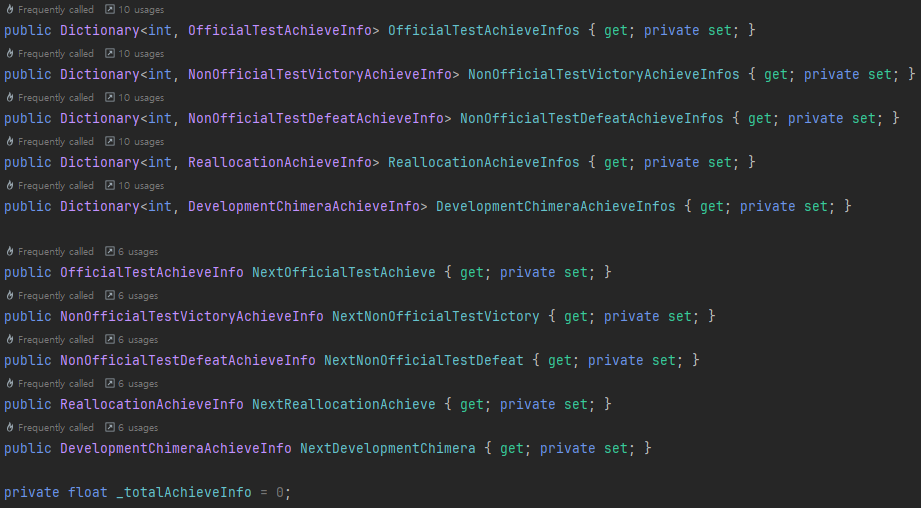 Frequently called 10 usages
public Dictionary<int, OfficialTestAchieveInfo> OfficialTestAchieveInfos { get; private set; }
Frequently called 10 usages
public Dictionary<int, NonOfficialTestVictoryAchieveInfo> NonOfficialTestVictoryAchieveInfos { get; private set; }
Frequently called 10 usages
public Dictionary<int, NonOfficialTestDefeatAchieveInfo> NonOfficialTestDefeatAchieveInfos { get; private set; }
Frequently called 10 usages
public Dictionary<int, ReallocationAchieveInfo> ReallocationAchieveInfos { get; private set; }
Frequently called 10 usages
public Dictionary<int, DevelopmentChimeraAchieveInfo> DevelopmentChimeraAchieveInfos { get; private set; }
Frequently called 6 usages
public OfficialTestAchieveInfo NextOfficialTestAchieve { get; private set; }
Frequently called 6 usages
public NonOfficialTestVictoryAchieveInfo NextNonOfficialTestVictory { get; private set; }
Frequently called 6 usages
public NonOfficialTestDefeatAchieveInfo NextNonOfficialTestDefeat { get; private set; }
Frequently called 6 usages
public ReallocationAchieveInfo NextReallocationAchieve { get; private set; }
Frequently called 6 usages
public DevelopmentChimeraAchieveInfo NextDevelopmentChimera { get; private set; }
private float _totalAchieveInfo = 0;